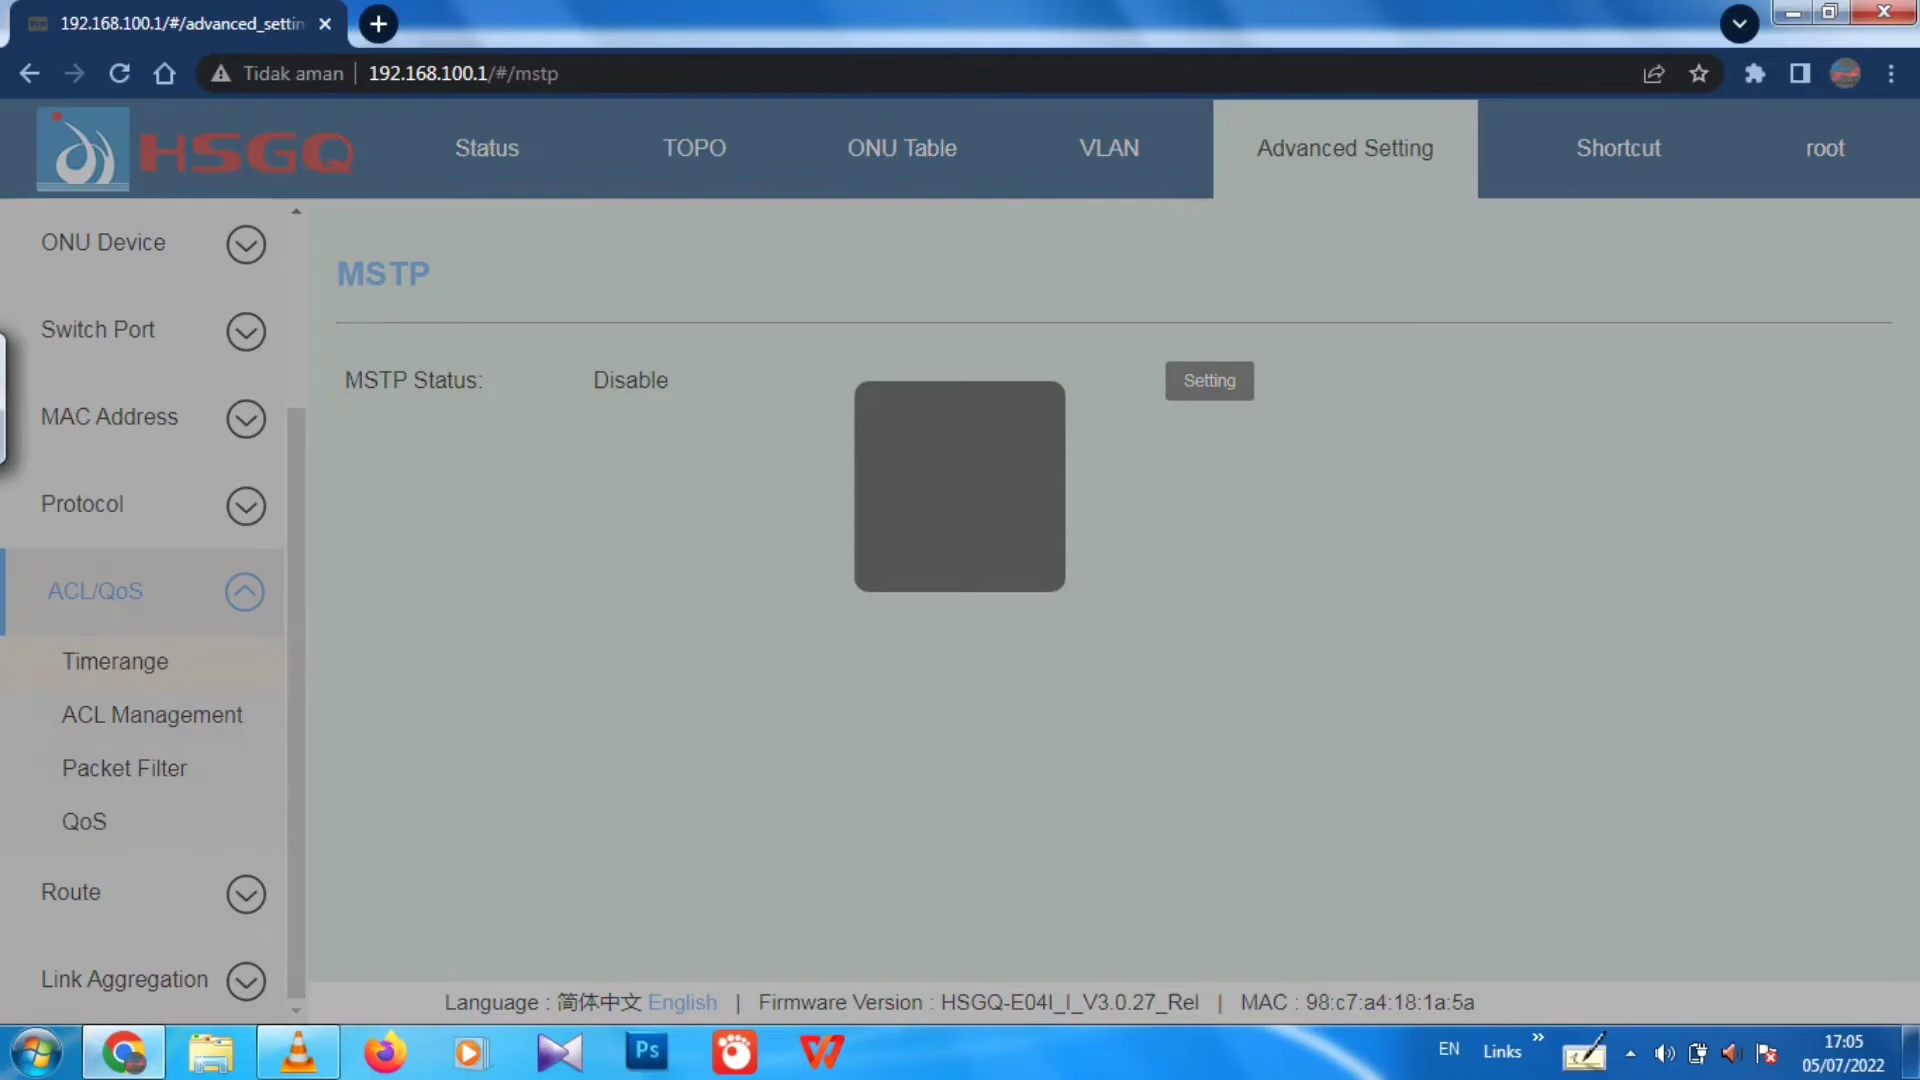 192.168.100.1/#/advanced_settin
Tidak aman
192.168.100.1/#/mstp
HSGQ
Status
TOPO
ONU Table
VLAN
Advanced Setting
Shortcut
root
ONU Device
Switch Port
MAC Address
Protocol
ACL/QoS
Timerange
ACL Management
Packet Filter
QoS
Route
Link Aggregation
MSTP
MSTP Status: Disable
Setting
Language : 简体中文 English | Firmware Version : HSGQ-E04I_I_V3.0.27_Rel | MAC : 98:c7:a4:18:1a:5a
Ps
EN
Links
17:05
05/07/2022